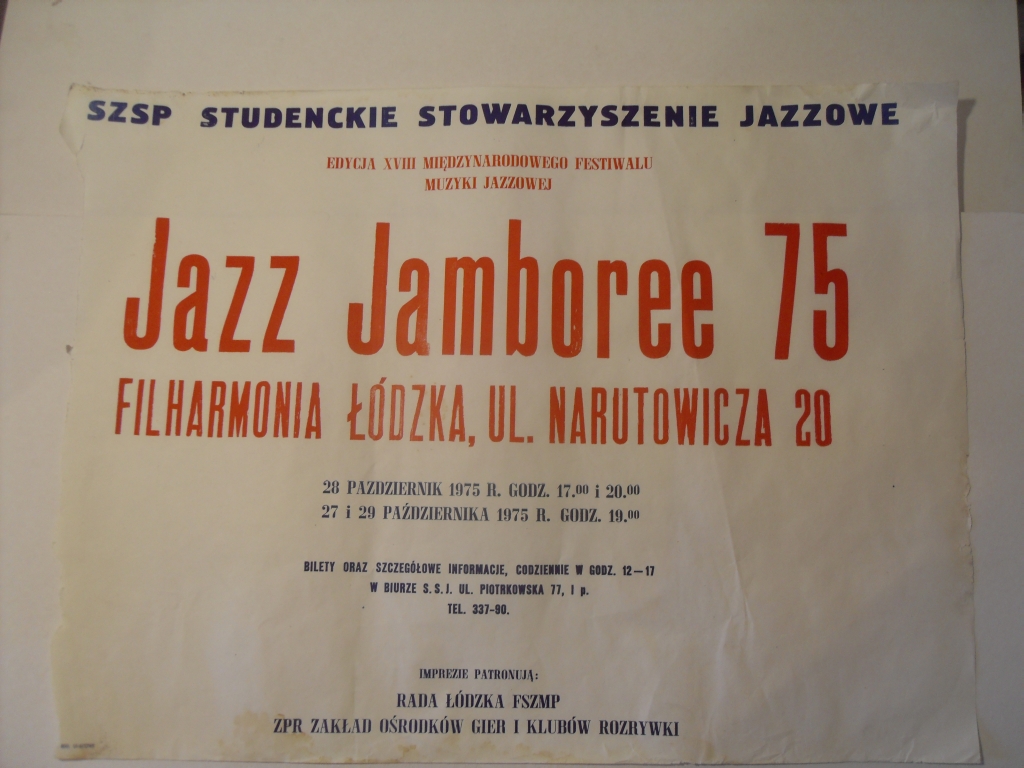 SZSP STUDENCKIE STOWARZYSZENIE JAZZOWE
EDYCJA XVIII MIĘDZYNARODOWEGO FESTIWALU
MUZYKI JAZZOWEJ
Jazz Jamboree 75
FILHARMONIA ŁÓDZKA, UL. NARUTOWICZA 20
28 PAZDZIERNIK 1975 R. GODZ. 17.00 i 20.00
27 i 29 PAŹDZIERNIKA 1975 R. GODZ. 19.00
BILETY ORAZ SZCZEGÓŁOWE INFORMACJE, CODZIENNIE W GODZ. 12—17
W BIURZE S.S.J. UL. PIOTRKOWSKA 77, I p.
TEL. 337-90.
IMPREZIE PATRONUJĄ:
RADA ŁÓDZKA FSZMP
ZPR ZAKŁAD OŚRODKÓW GIER I KLUBÓW ROZRYWKI